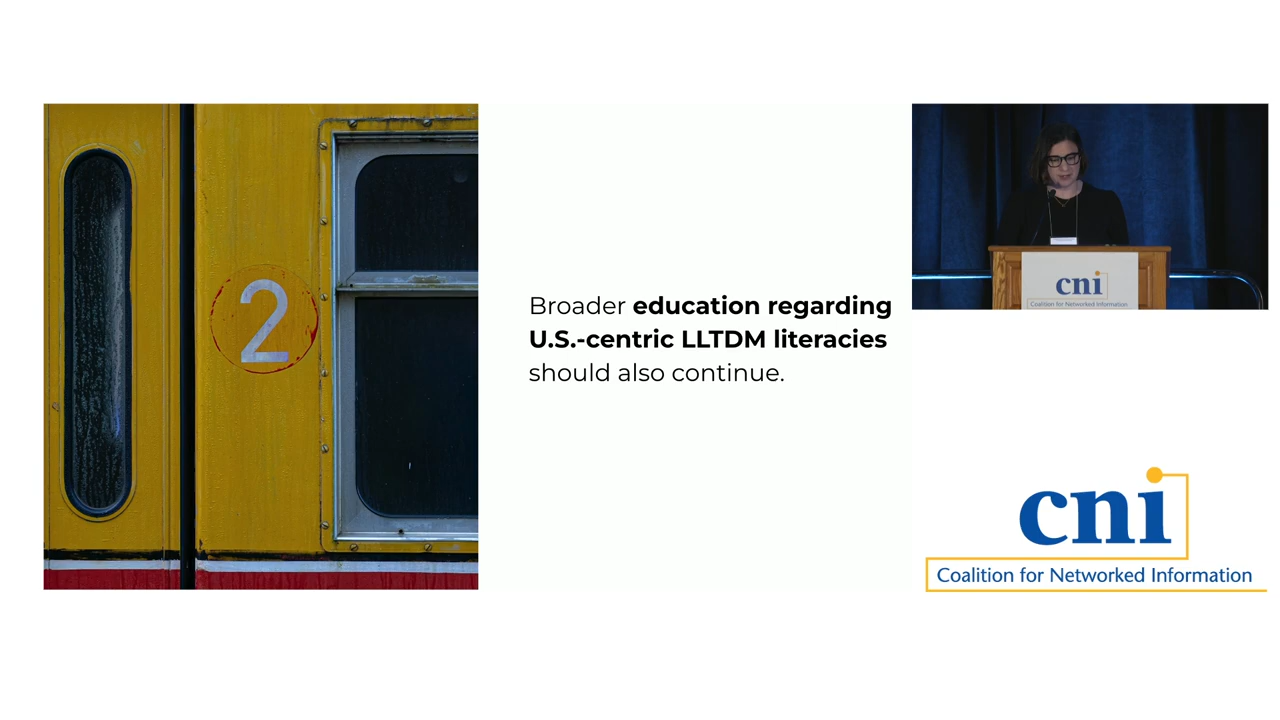 2
Broader education regarding
U.S.-centric LLTDM literacies
should also continue.
cni
Coalition for Networked Information
cni
Coalition for Networked Information